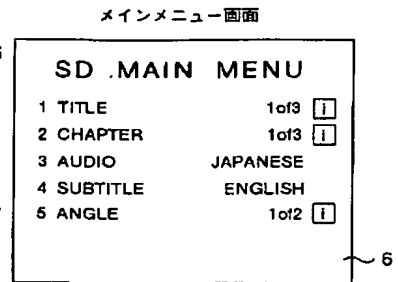 メインメニュー画面
SD .MAIN MENU
1 TITLE 1of3 i
2 CHAPTER 1of3 i
3 AUDIO JAPANESE
4 SUBTITLE ENGLISH
5 ANGLE 1of2 i
6